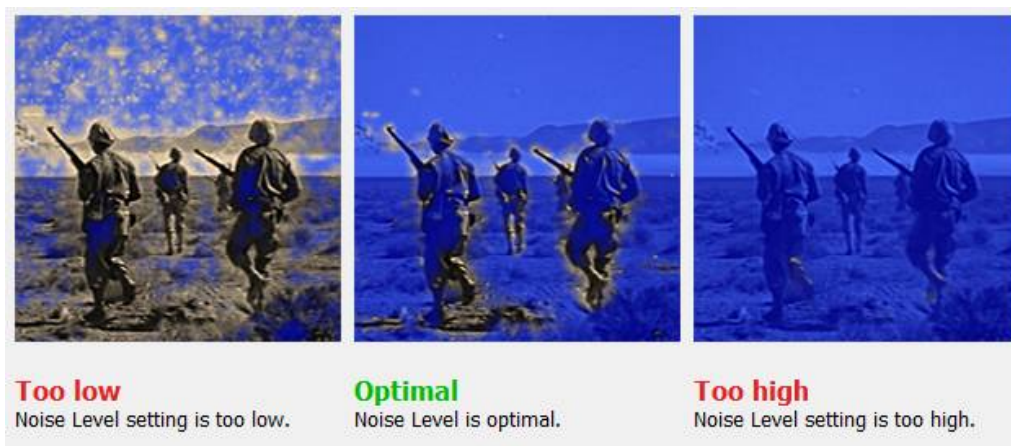 Too low
Noise Level setting is too low.
Optimal
Noise Level is optimal.
Too high
Noise Level setting is too high.